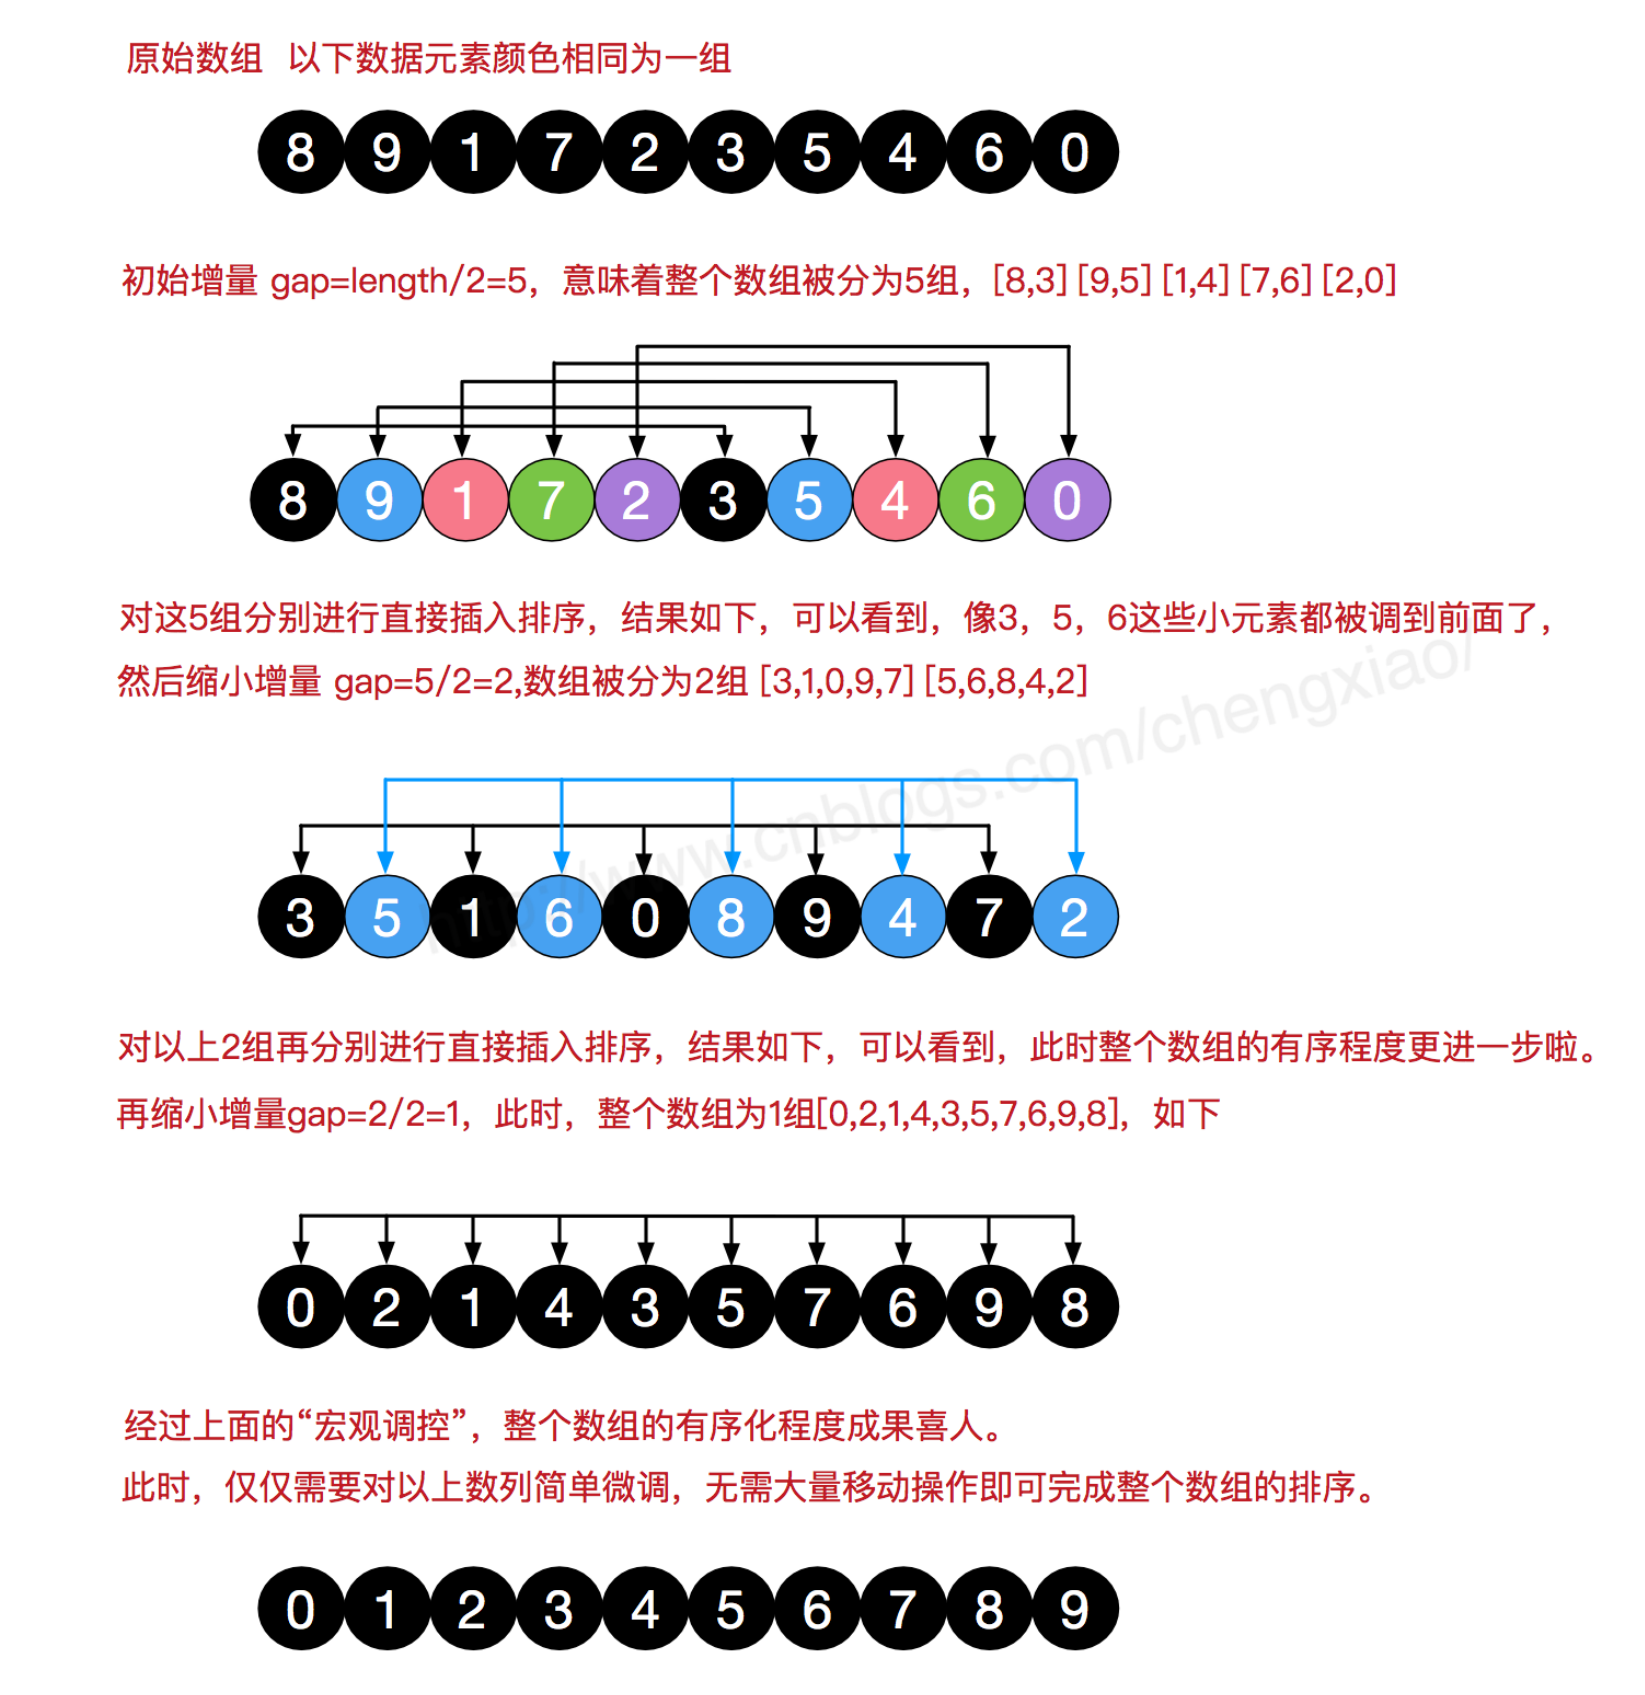 原始数组  以下数据元素颜色相同为一组
8 9 1 7 2 3 5 4 6 0
初始增量 gap=length/2=5，意味着整个数组被分为5组，[8,3] [9,5] [1,4] [7,6] [2,0]
8 9 1 7 2 3 5 4 6 0
对这5组分别进行直接插入排序，结果如下，可以看到，像3，5，6这些小元素都被调到前面了，
然后缩小增量 gap=5/2=2,数组被分为2组 [3,1,0,9,7] [5,6,8,4,2]
http://www.cnblogs.com/chengxiao/
3 5 1 6 0 8 9 4 7 2
对以上2组再分别进行直接插入排序，结果如下，可以看到，此时整个数组的有序程度更进一步啦。
再缩小增量gap=2/2=1，此时，整个数组为1组[0,2,1,4,3,5,7,6,9,8]，如下
0 2 1 4 3 5 7 6 9 8
经过上面的“宏观调控”，整个数组的有序化程度成果喜人。
此时，仅仅需要对以上数列简单微调，无需大量移动操作即可完成整个数组的排序。
0 1 2 3 4 5 6 7 8 9